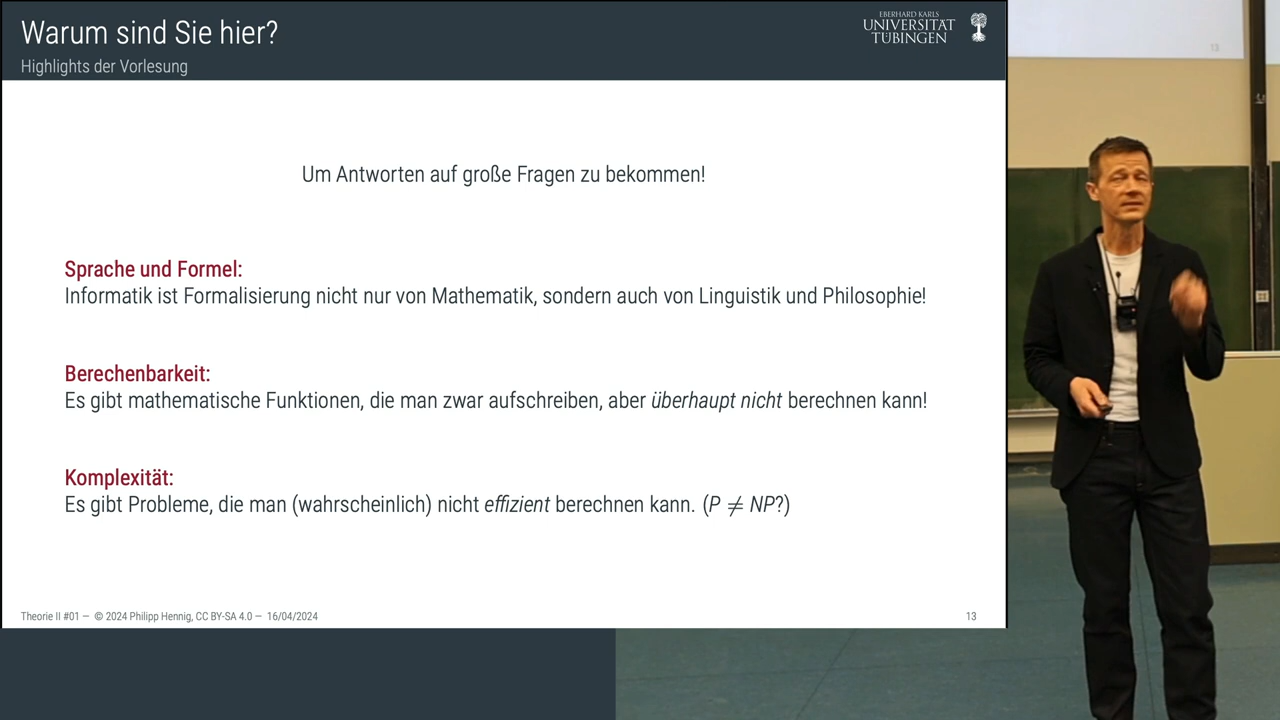 Warum sind Sie hier?
Highlights der Vorlesung
EBERHARD KARLS
UNIVERSITÄT
TÜBINGEN
Um Antworten auf große Fragen zu bekommen!
Sprache und Formel:
Informatik ist Formalisierung nicht nur von Mathematik, sondern auch von Linguistik und Philosophie!
Berechenbarkeit:
Es gibt mathematische Funktionen, die man zwar aufschreiben, aber überhaupt nicht berechnen kann!
Komplexität:
Es gibt Probleme, die man (wahrscheinlich) nicht effizient berechnen kann. (P ≠ NP?)
Theorie II #01 — © 2024 Philipp Hennig, CC BY-SA 4.0 — 16/04/2024
13
13